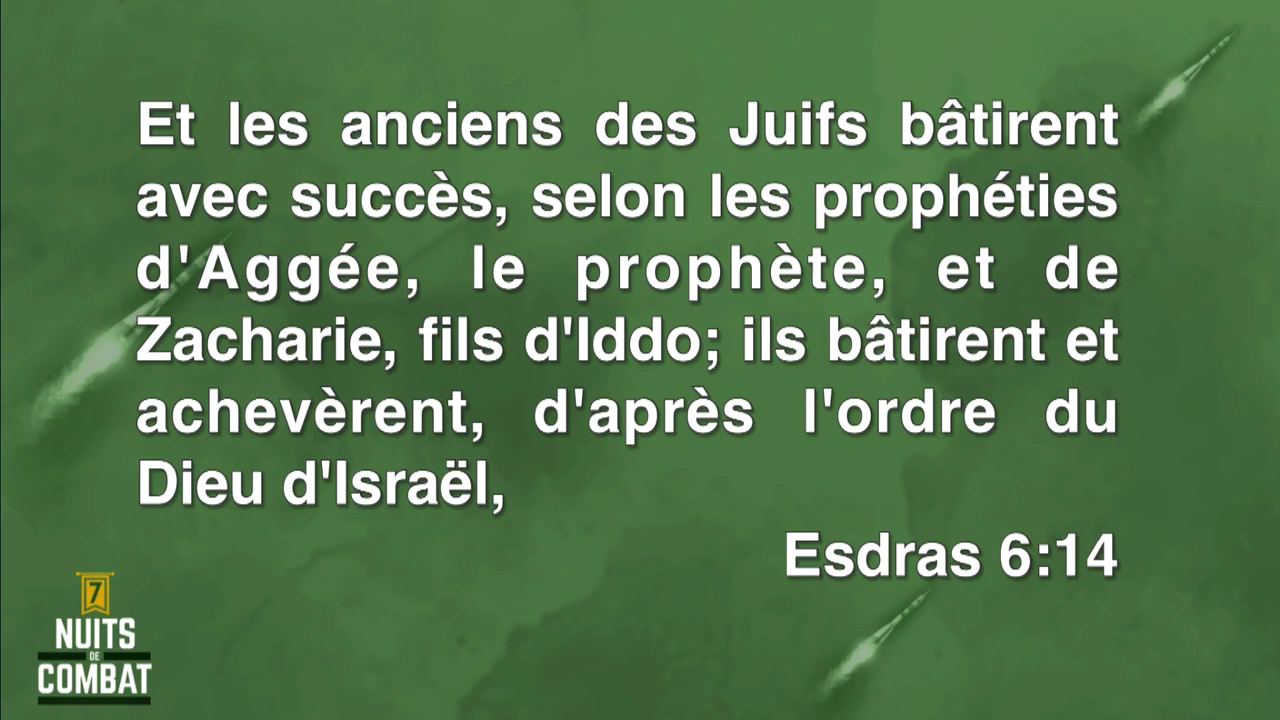 Et les anciens des Juifs bâtirent
avec succès, selon les prophéties
d'Aggée, le prophète, et de
Zacharie, fils d'Iddo; ils bâtirent et
achevèrent, d'après l'ordre du
Dieu d'Israël,
Esdras 6:14
7
NUITS
DE
COMBAT